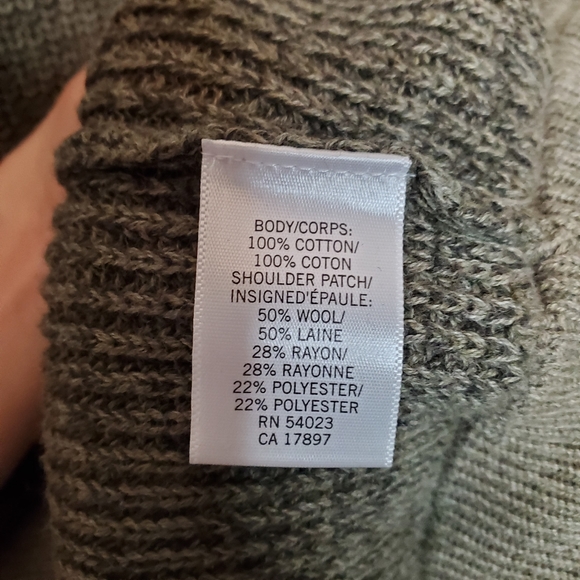 BODY/CORPS:
100% COTTON/
100% COTON
SHOULDER PATCH/
INSIGNED'ÉPAULE:
50% WOOL/
50% LAINE
28% RAYON/
28% RAYONNE
22% POLYESTER/
22% POLYESTER
RN 54023
CA 17897